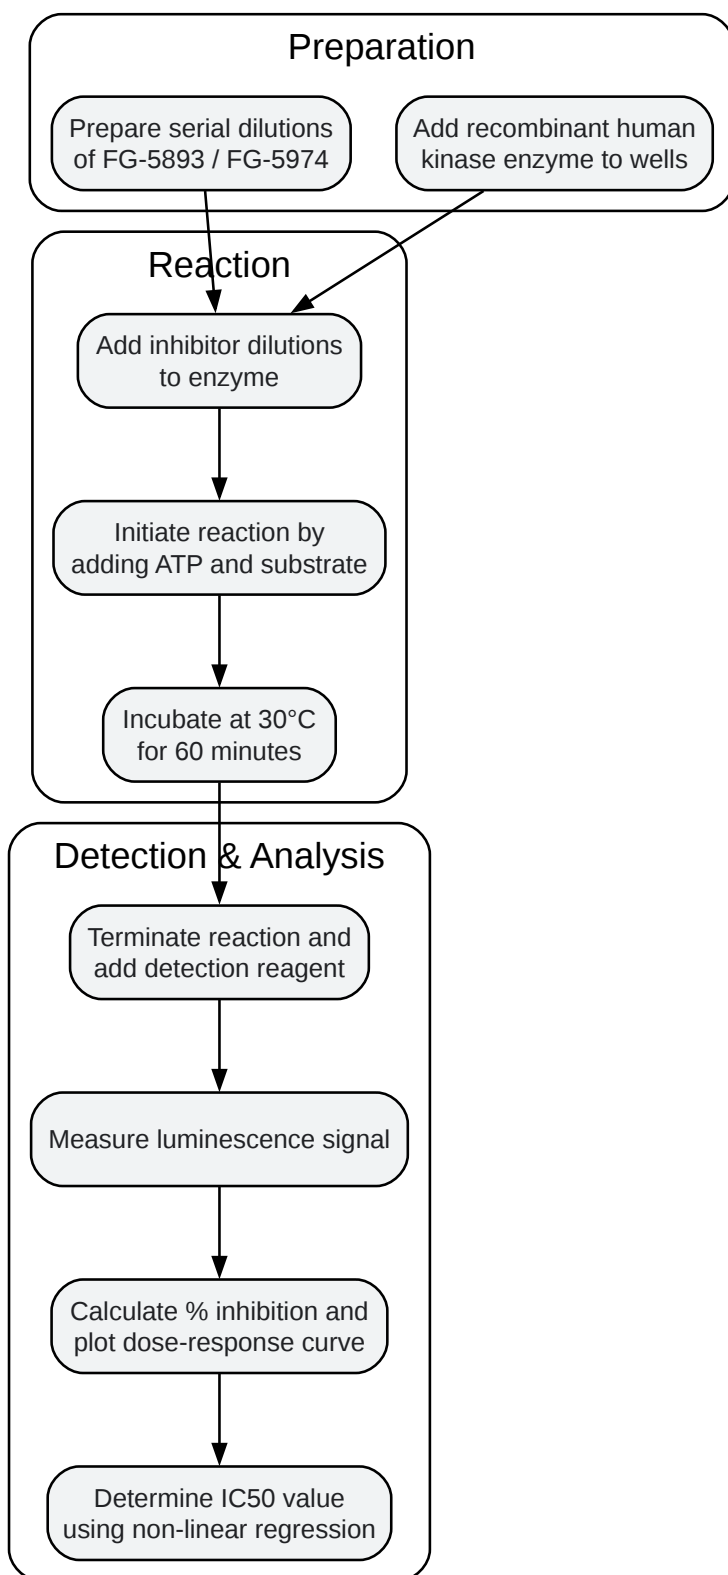 Preparation
Prepare serial dilutions
of FG-5893 / FG-5974
Add recombinant human
kinase enzyme to wells
Reaction
Add inhibitor dilutions
to enzyme
Initiate reaction by
adding ATP and substrate
Incubate at 30°C
for 60 minutes
Detection & Analysis
Terminate reaction and
add detection reagent
Measure luminescence signal
Calculate % inhibition and
plot dose-response curve
Determine IC50 value
using non-linear regression